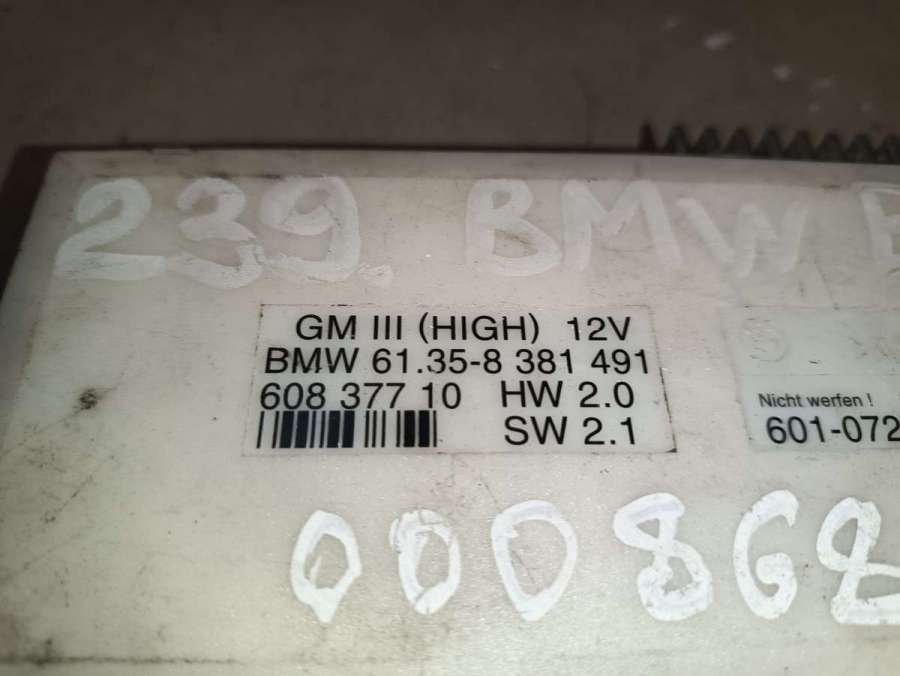 239. BMW E
GM III (HIGH) 12V
BMW 61.35-8 381 491
608 377 10 HW 2.0
SW 2.1
Nicht werfen !
601-072
0008682